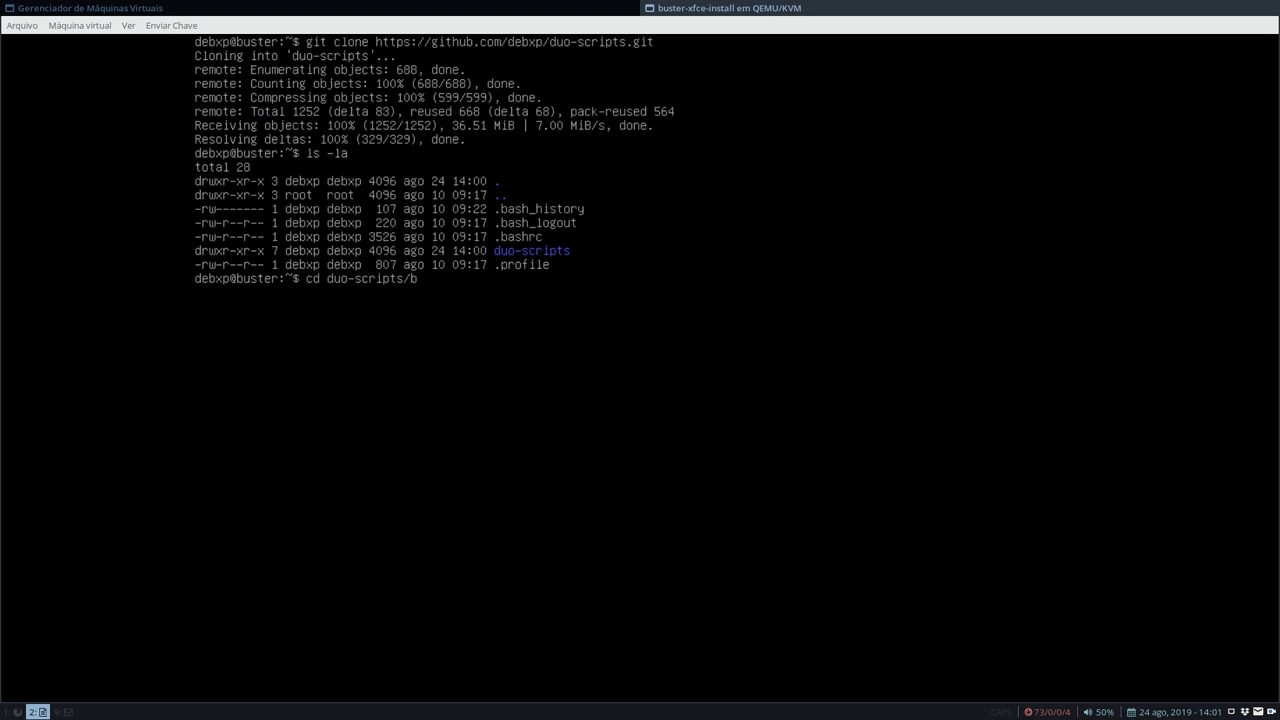 Gerenciador de Máquinas Virtuais
buster-xfce-install em QEMU/KVM
Arquivo Máquina virtual Ver Enviar Chave
debxp@buster:~$ git clone https://github.com/debxp/duo-scripts.git
Cloning into 'duo-scripts'...
remote: Enumerating objects: 688, done.
remote: Counting objects: 100% (688/688), done.
remote: Compressing objects: 100% (599/599), done.
remote: Total 1252 (delta 83), reused 668 (delta 68), pack-reused 564
Receiving objects: 100% (1252/1252), 36.51 MiB | 7.00 MiB/s, done.
Resolving deltas: 100% (329/329), done.
debxp@buster:~$ ls -la
total 28
drwxr-xr-x 3 debxp debxp 4096 ago 24 14:00 .
drwxr-xr-x 3 root  root  4096 ago 10 09:17 ..
-rw------- 1 debxp debxp  107 ago 10 09:22 .bash_history
-rw-r--r-- 1 debxp debxp  220 ago 10 09:17 .bash_logout
-rw-r--r-- 1 debxp debxp 3526 ago 10 09:17 .bashrc
drwxr-xr-x 7 debxp debxp 4096 ago 24 14:00 duo-scripts
-rw-r--r-- 1 debxp debxp  807 ago 10 09:17 .profile
debxp@buster:~$ cd duo-scripts/b
1: 2: 9: CAPS 73/0/0/4 50% 24 ago, 2019 - 14:01